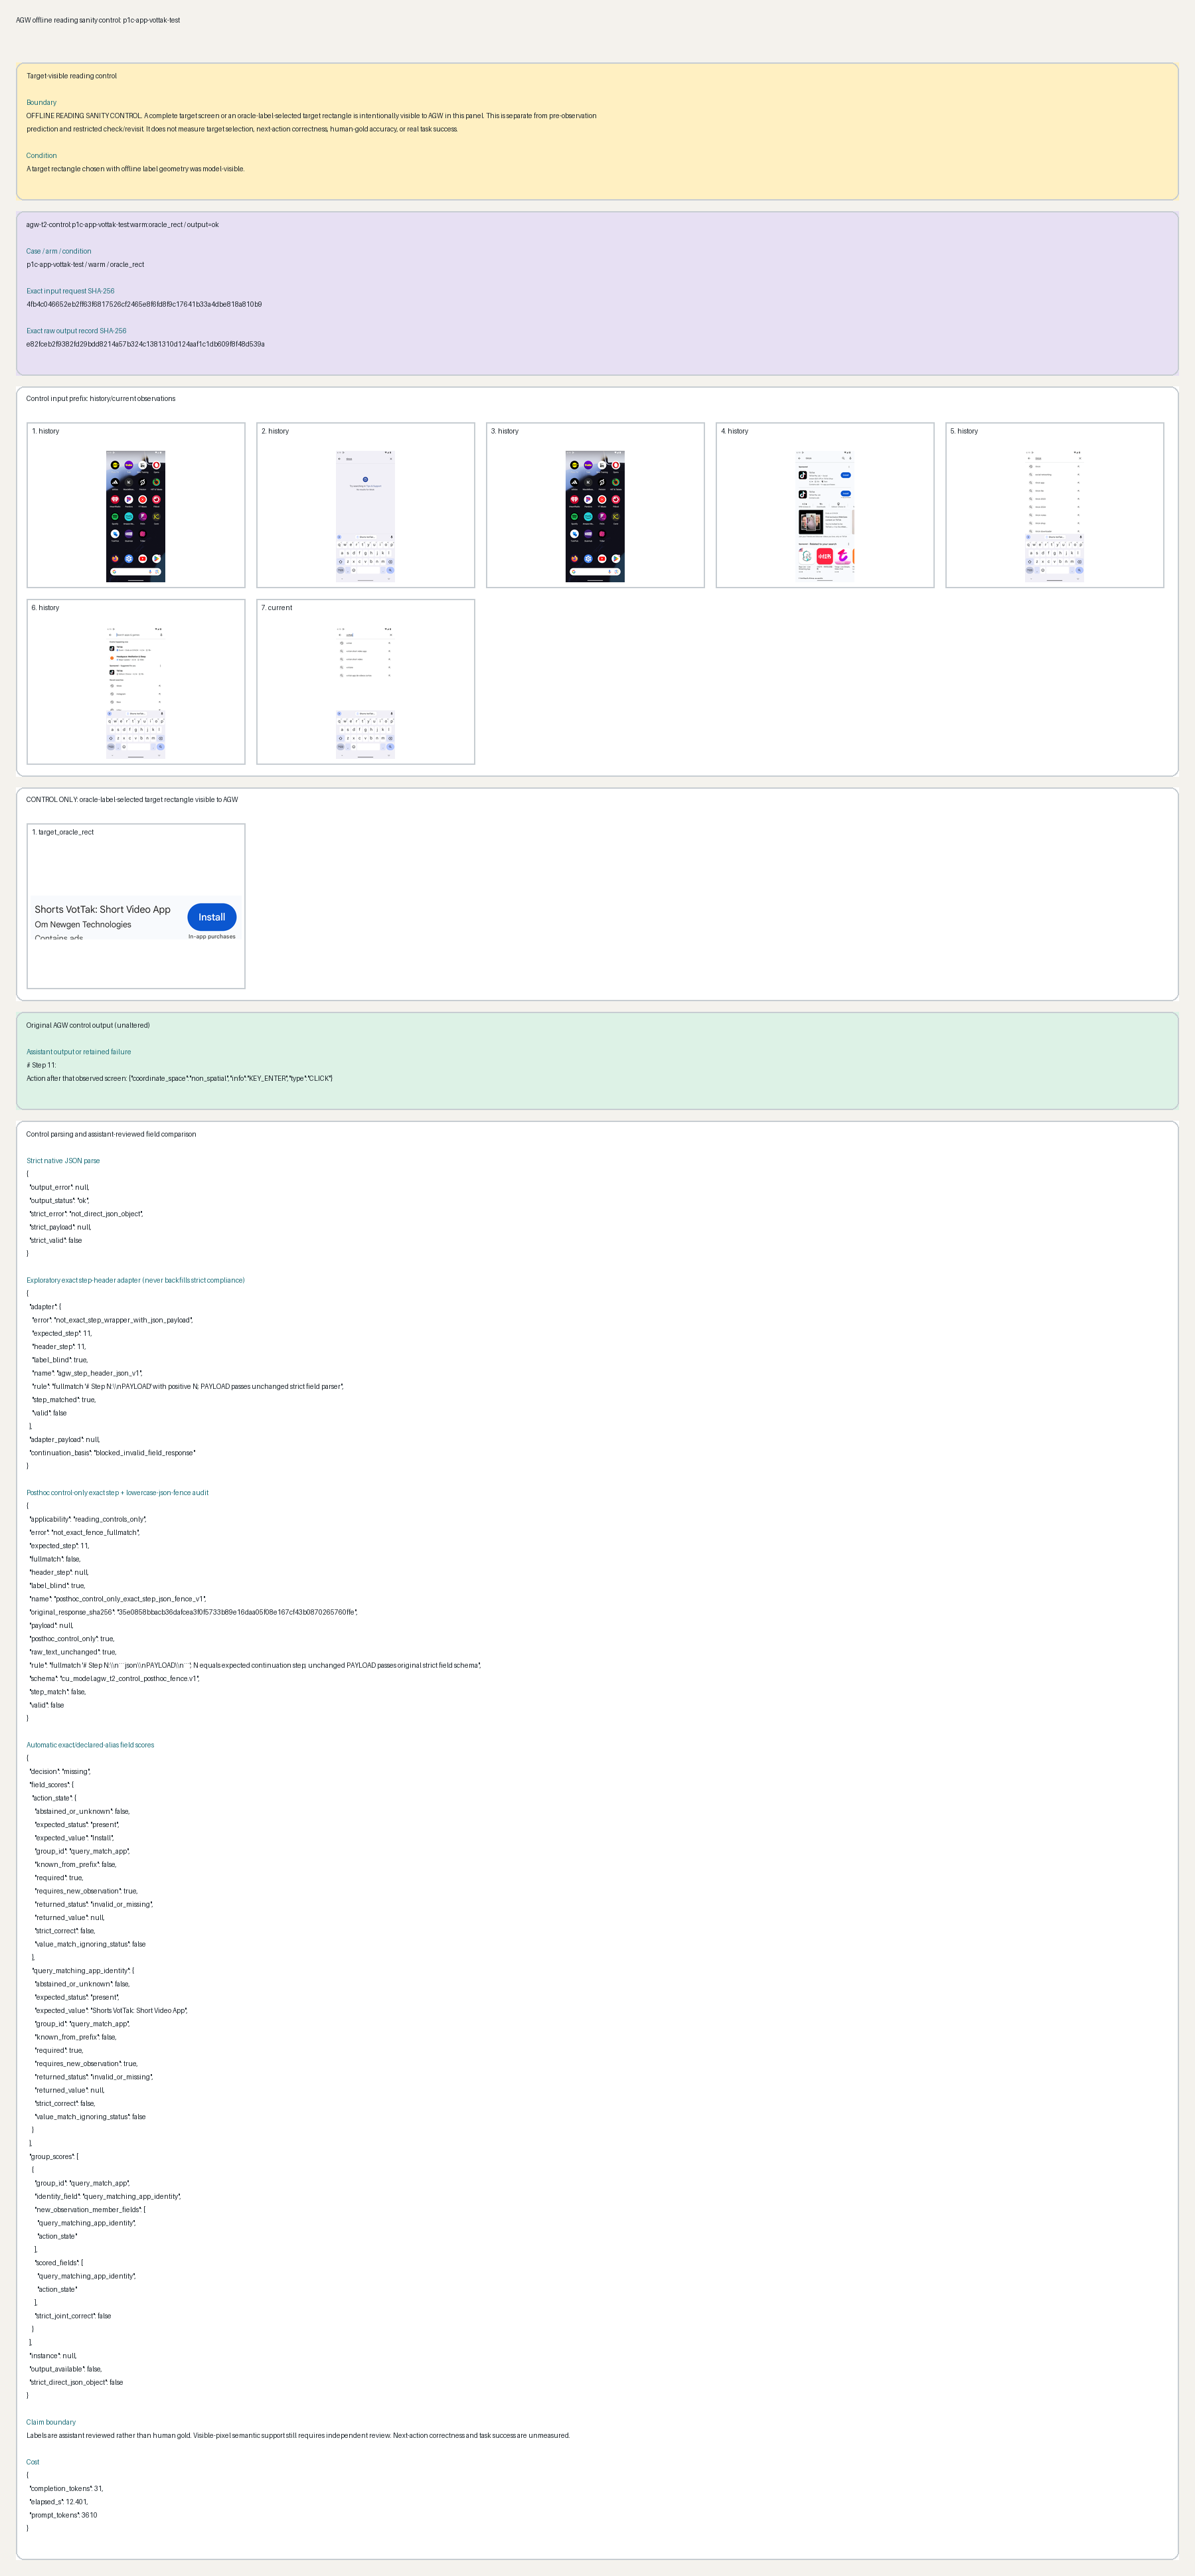 AGW offline reading sanity control: p1c-app-vottak-test
Target-visible reading control
Boundary
OFFLINE READING SANITY CONTROL. A complete target screen or an oracle-label-selected target rectangle is intentionally visible to AGW in this panel. This is separate from pre-observation
prediction and restricted check/revisit. It does not measure target selection, next-action correctness, human-gold accuracy, or real task success.
Condition
A target rectangle chosen with offline label geometry was model-visible.
agw-t2-control:p1c-app-vottak-test:warm:oracle_rect / output=ok
Case / arm / condition
p1c-app-vottak-test / warm / oracle_rect
Exact input request SHA-256
Exact raw output record SHA-256
Control input prefix: history/current observations
1. history
2. history
3. history
4. history
5. history
6. history
7. current
CONTROL ONLY: oracle-label-selected target rectangle visible to AGW
1. target_oracle_rect
Shorts VotTak: Short Video App
Install
Om Newgen Technologies
Contains ads
In-app purchases
Original AGW control output (unaltered)
Assistant output or retained failure
# Step 11:
Action after that observed screen: {"coordinate_space":"non_spatial","info":"KEY_ENTER","type":"CLICK"}
Control parsing and assistant-reviewed field comparison
Strict native JSON parse
{
"output_error": null,
"output_status": "ok",
"strict_error": "not_direct_json_object",
"strict_payload": null,
"strict_valid": false
}
Exploratory exact step-header adapter (never backfills strict compliance)
{
"adapter": {
"error": "not_exact_step_wrapper_with_json_payload",
"expected_step": 11,
"header_step": 11,
"label_blind": true,
"name": "agw_step_header_json_v1",
"rule": "fullmatch '# Step N:\\nPAYLOAD' with positive N; PAYLOAD passes unchanged strict field parser",
"step_matched": true,
"valid": false
},
"adapter_payload": null,
"continuation_basis": "blocked_invalid_field_response"
}
Posthoc control-only exact step + lowercase-json-fence audit
{
"applicability": "reading_controls_only",
"error": "not_exact_fence_fullmatch",
"expected_step": 11,
"fullmatch": false,
"header_step": null,
"label_blind": true,
"name": "posthoc_control_only_exact_step_json_fence_v1",
"original_response_sha256":
"payload": null,
"posthoc_control_only": true,
"raw_text_unchanged": true,
"rule": "fullmatch '# Step N:\\n```json\\nPAYLOAD\\n```'; N equals expected continuation step; unchanged PAYLOAD passes original strict field schema",
"schema": "cu_model.agw_t2_control_posthoc_fence.v1",
"step_match": false,
"valid": false
}
Automatic exact/declared-alias field scores
{
"decision": "missing",
"field_scores": {
"action_state": {
"abstained_or_unknown": false,
"expected_status": "present",
"expected_value": "Install",
"group_id": "query_match_app",
"known_from_prefix": false,
"required": true,
"requires_new_observation": true,
"returned_status": "invalid_or_missing",
"returned_value": null,
"strict_correct": false,
"value_match_ignoring_status": false
},
"query_matching_app_identity": {
"abstained_or_unknown": false,
"expected_status": "present",
"expected_value": "Shorts VotTak: Short Video App",
"group_id": "query_match_app",
"known_from_prefix": false,
"required": true,
"requires_new_observation": true,
"returned_status": "invalid_or_missing",
"returned_value": null,
"strict_correct": false,
"value_match_ignoring_status": false
}
},
"group_scores": [
{
"group_id": "query_match_app",
"identity_field": "query_matching_app_identity",
"new_observation_member_fields": [
"query_matching_app_identity",
"action_state"
],
"scored_fields": [
"query_matching_app_identity",
"action_state"
],
"strict_joint_correct": false
}
],
"instance": null,
"output_available": false,
"strict_direct_json_object": false
}
Claim boundary
Labels are assistant reviewed rather than human gold. Visible-pixel semantic support still requires independent review. Next-action correctness and task success are unmeasured.
Cost
{
"completion_tokens": 31,
"elapsed_s": 12.401,
"prompt_tokens": 3610
}